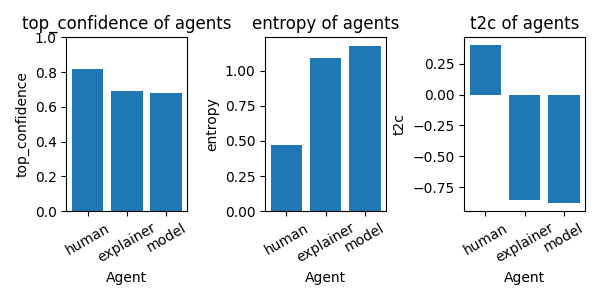 top_confidence of agents
top_confidence
1.0
0.8
0.6
0.4
0.2
0.0
human
explainer
model
Agent
entropy of agents
entropy
1.00
0.75
0.50
0.25
0.00
human
explainer
model
Agent
t2c of agents
t2c
0.25
0.00
−0.25
−0.50
−0.75
human
explainer
model
Agent